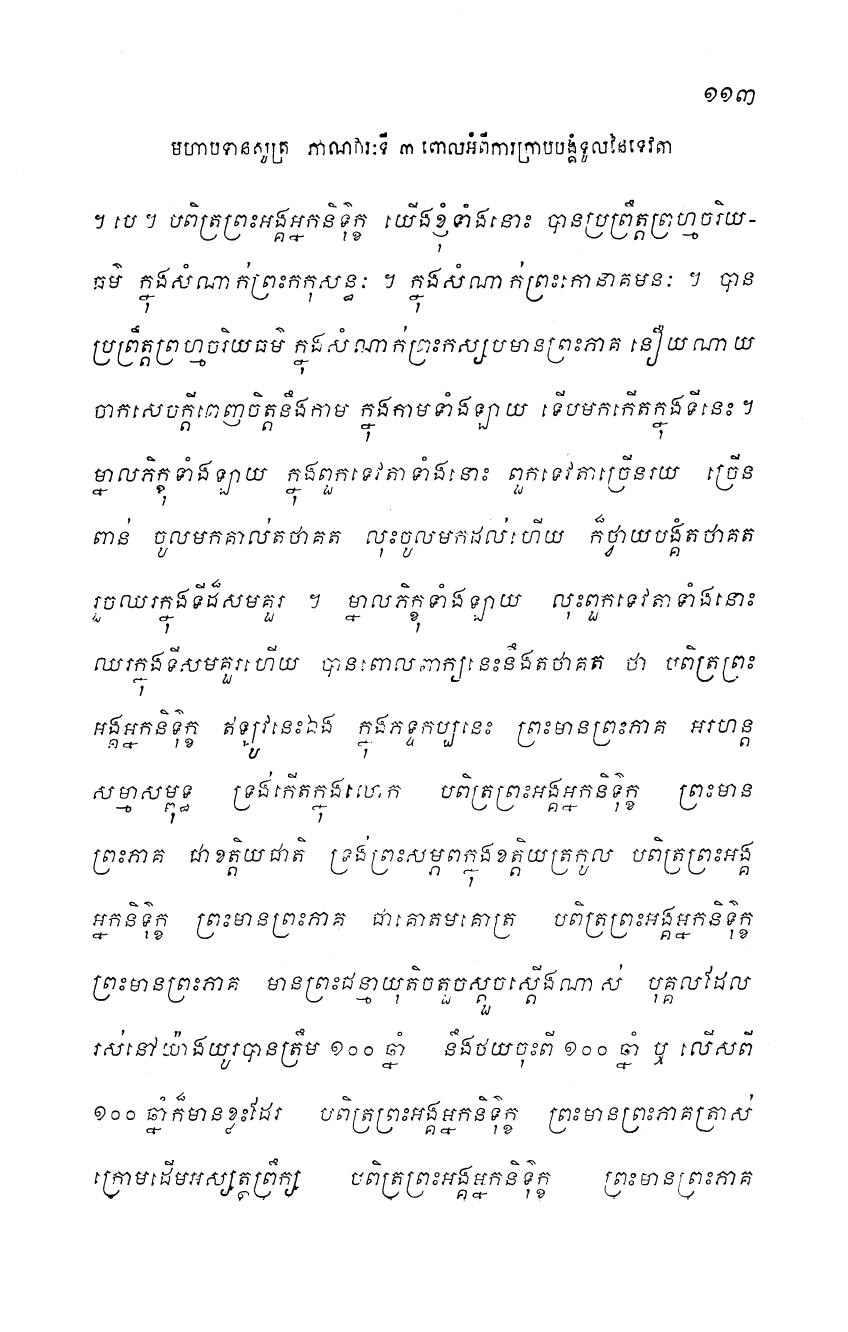 ១១៣
មហាបទានសូត្រ ភាណវារៈទី ៣ ពោលអំពីការក្រាបបង្គំទូលនៃទេវតា
។ បេ ។ បពិត្រព្រះអង្គអ្នកនិទ៌ុក្ខ យើងខ្ញុំទាំងនោះ បានប្រព្រឹត្តព្រហ្មចរិយ-
ធម៌ ក្នុងសំណាក់ព្រះកកុសន្ធៈ ។ ក្នុងសំណាក់ព្រះកោនាគមនៈ ។ បាន
ប្រព្រឹត្តព្រហ្មចរិយធម៌ ក្នុងសំណាក់ព្រះកស្សបមានព្រះភាគ នឿយណាយ
ចាកសេចក្តីពេញចិត្តនឹងកាម ក្នុងកាមទាំងឡាយ ទើបមកកើតក្នុងទីនេះ ។
ម្នាលភិក្ខុទាំងឡាយ ក្នុងពួកទេវតាទាំងនោះ ពួកទេវតាច្រើនរយ ច្រើន
ពាន់ ចូលមកគាល់តថាគត លុះចូលមកដល់ហើយ ក៏ថ្វាយបង្គំតថាគត
រួចឈរក្នុងទីដ៏សមគួរ ។ ម្នាលភិក្ខុទាំងឡាយ លុះពួកទេវតាទាំងនោះ
ឈរក្នុងទីសមគួរហើយ បានពោលពាក្យនេះនឹងតថាគត ថា បពិត្រព្រះ
អង្គអ្នកនិទ៌ុក្ខ ឥឡូវនេះឯង ក្នុងភទ្ទកប្បនេះ ព្រះមានព្រះភាគ អរហន្ត
សម្មាសម្ពុទ្ធ ទ្រង់កើតក្នុងលោក បពិត្រព្រះអង្គអ្នកនិទ៌ុក្ខ ព្រះមាន
ព្រះភាគ ជាខត្តិយជាតិ ទ្រង់ព្រះសម្ភពក្នុងខត្តិយត្រកូល បពិត្រព្រះអង្គ
អ្នកនិទ៌ុក្ខ ព្រះមានព្រះភាគ ជាគោតមគោត្រ បពិត្រព្រះអង្គអ្នកនិទ៌ុក្ខ
ព្រះមានព្រះភាគ មានព្រះជន្មាយុតិចតួចស្តួចស្តើងណាស់ បុគ្គលដែល
រស់នៅយ៉ាងយូរបានត្រឹម ១០០ ឆ្នាំ នឹងថយចុះពី ១០០ ឆ្នាំ ឬ លើសពី
១០០ ឆ្នាំក៏មានខ្លះដែរ បពិត្រព្រះអង្គអ្នកនិទ៌ុក្ខ ព្រះមានព្រះភាគត្រាស់
ក្រោមដើមអស្សត្ថព្រឹក្ស បពិត្រព្រះអង្គអ្នកនិទ៌ុក្ខ ព្រះមានព្រះភាគ